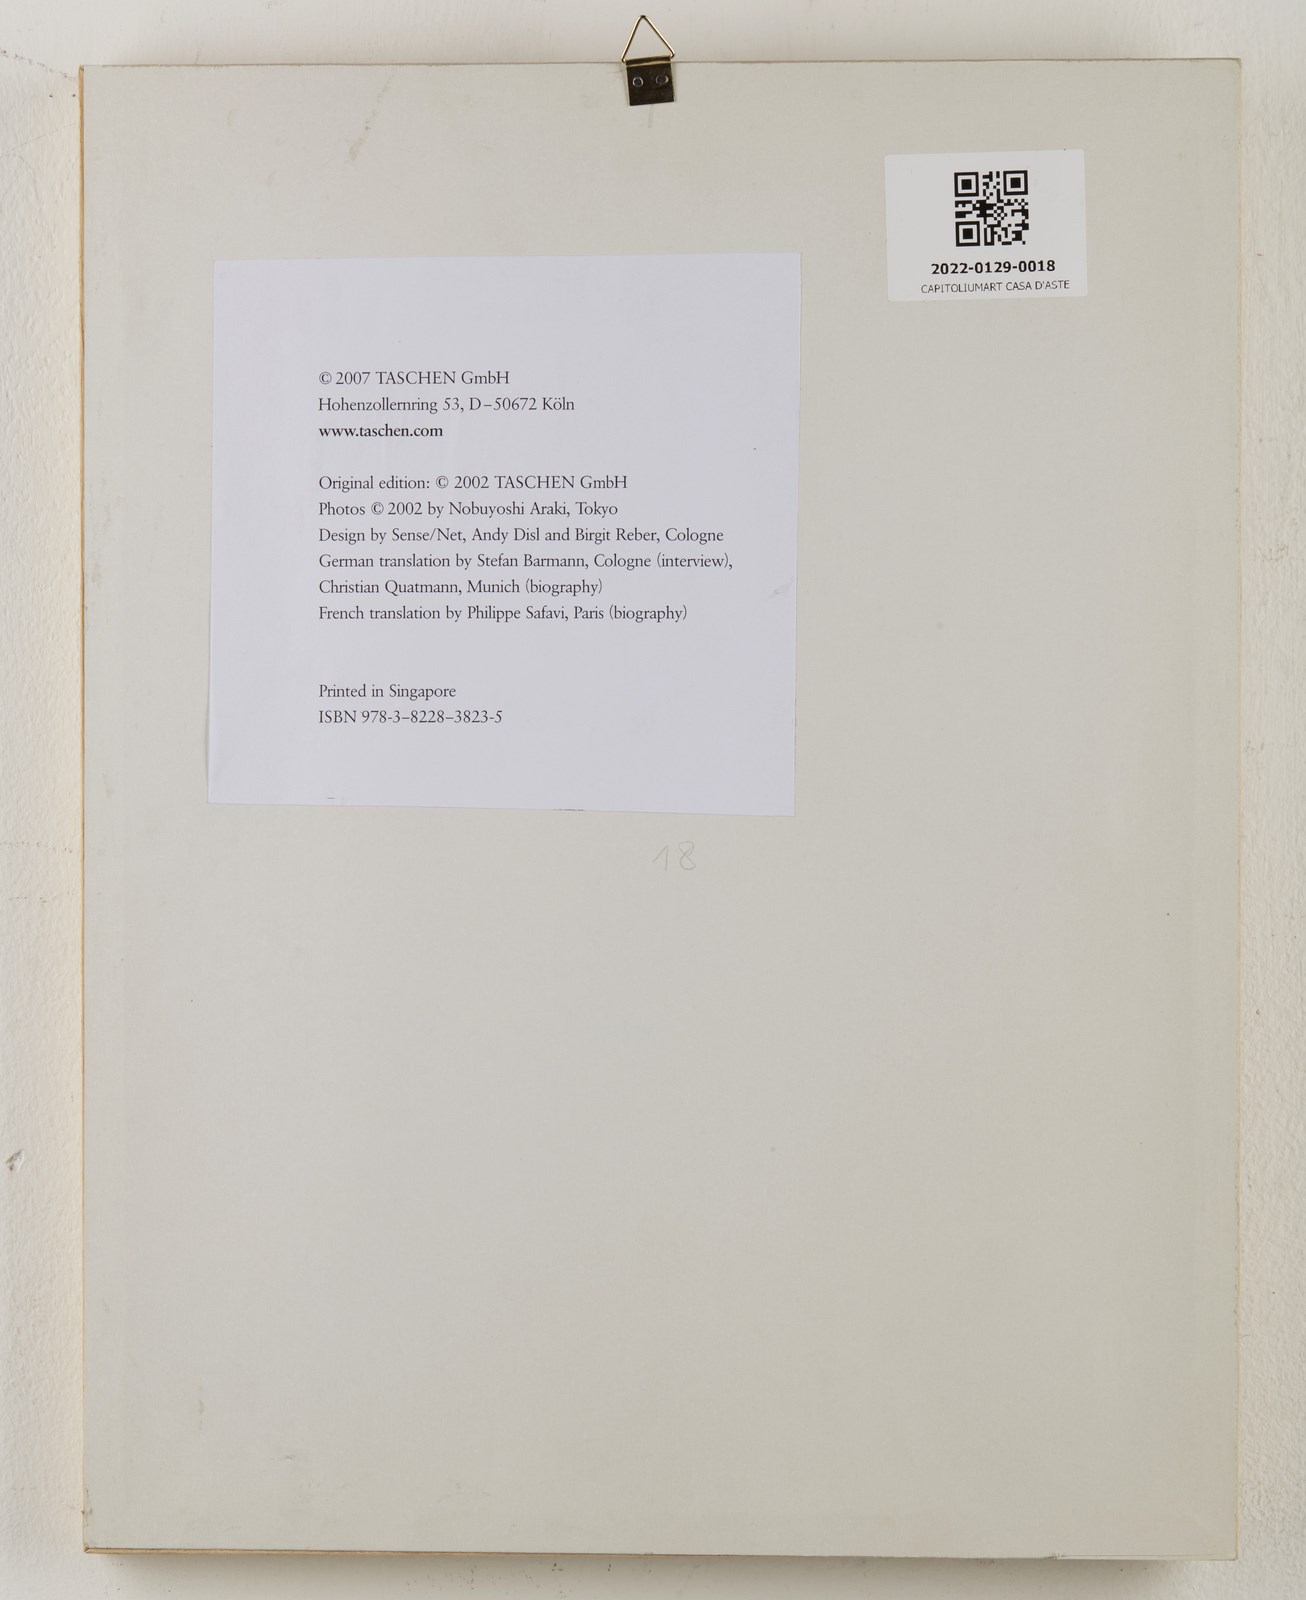 2022-0129-0018
CAPITOLIUMART CASA D'ASTE
© 2007 TASCHEN GmbH
Hohenzollernring 53, D–50672 Köln
www.taschen.com
Original edition: © 2002 TASCHEN GmbH
Photos © 2002 by Nobuyoshi Araki, Tokyo
Design by Sense/Net, Andy Disl and Birgit Reber, Cologne
German translation by Stefan Barmann, Cologne (interview),
Christian Quatmann, Munich (biography)
French translation by Philippe Safavi, Paris (biography)
Printed in Singapore
ISBN 978-3–8228–3823-5
18